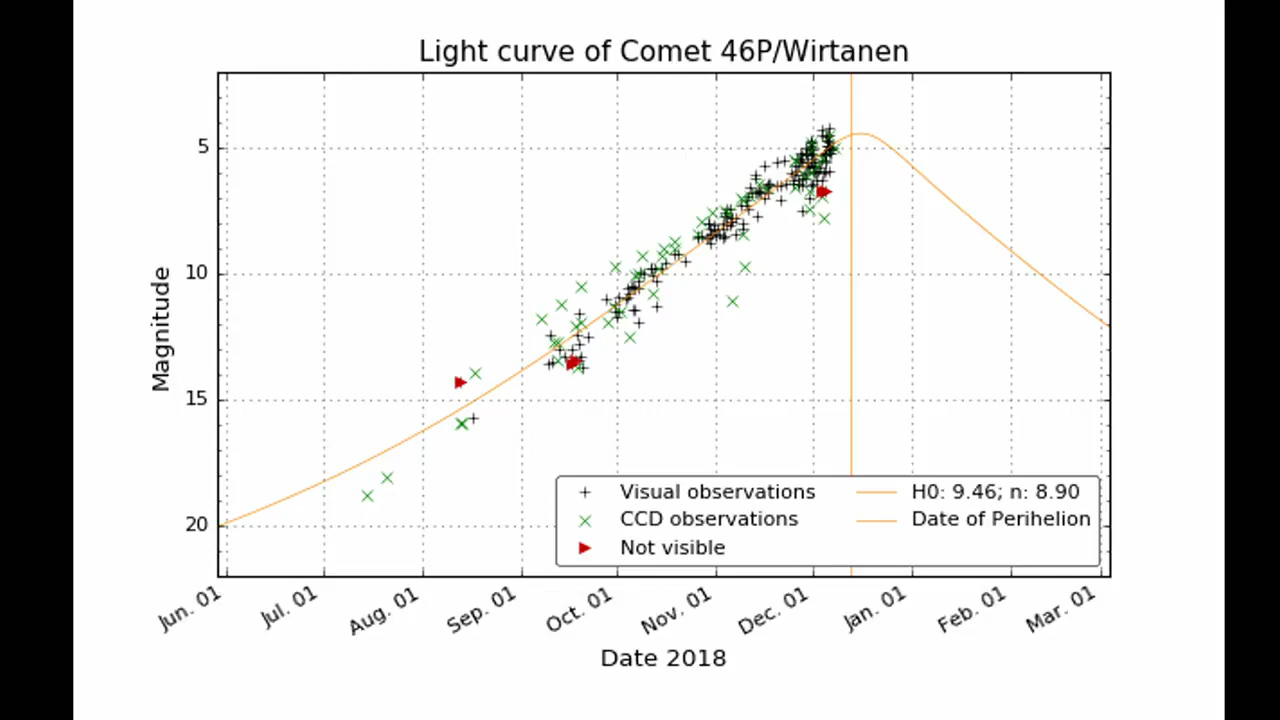 Light curve of Comet 46P/Wirtanen
Magnitude
5
10
15
20
Visual observations
CCD observations
Not visible
H0: 9.46; n: 8.90
Date of Perihelion
Jun. 01
Jul. 01
Aug. 01
Sep. 01
Oct. 01
Nov. 01
Dec. 01
Jan. 01
Feb. 01
Mar. 01
Date 2018